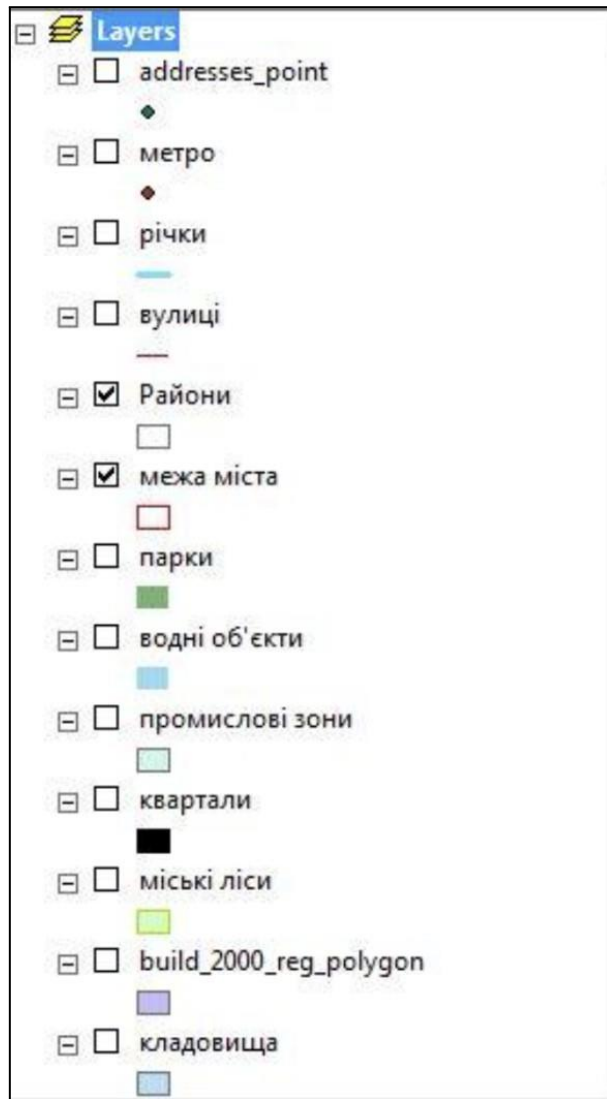 Layers
addresses_point
метро
річки
вулиці
Райони
межа міста
парки
водні об'єкти
промислові зони
квартали
міські ліси
build_2000_reg_polygon
кладовища